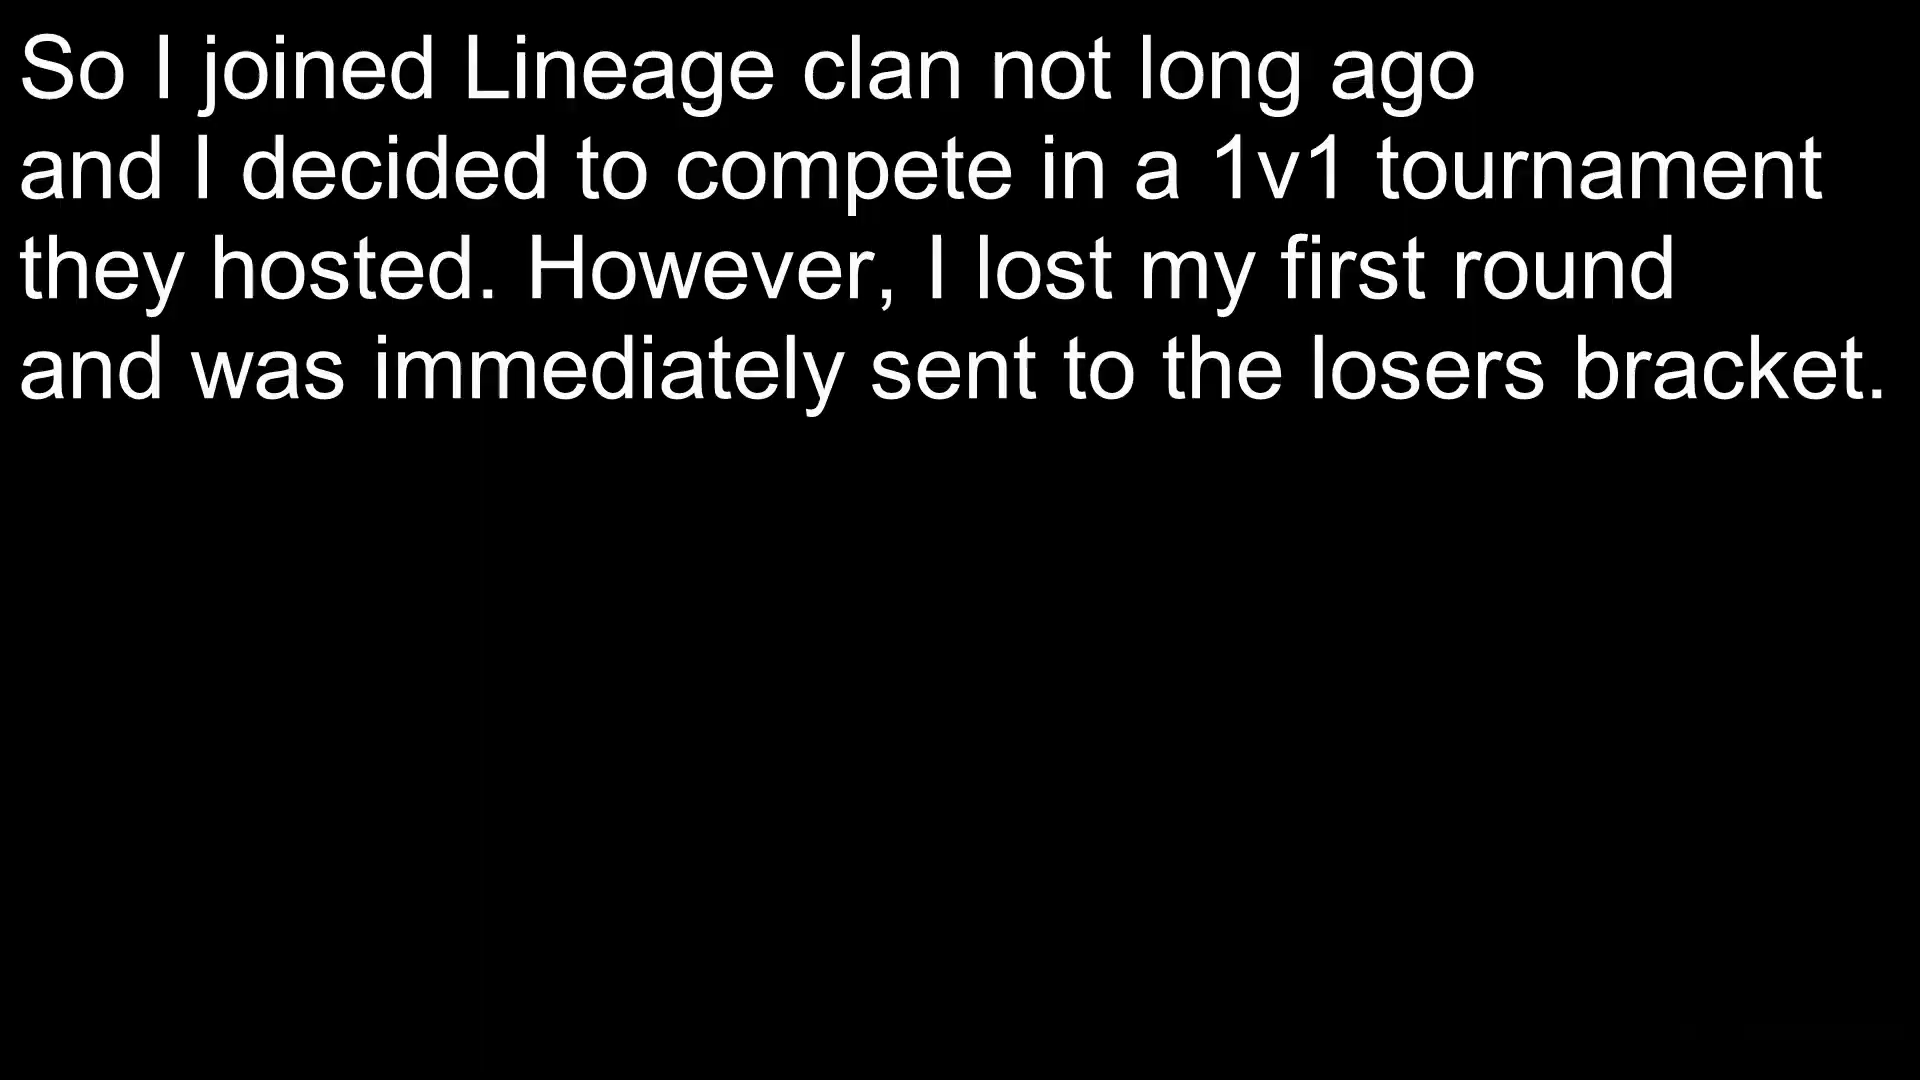 So I joined Lineage clan not long ago
and I decided to compete in a 1v1 tournament
they hosted. However, I lost my first round
and was immediately sent to the losers bracket.